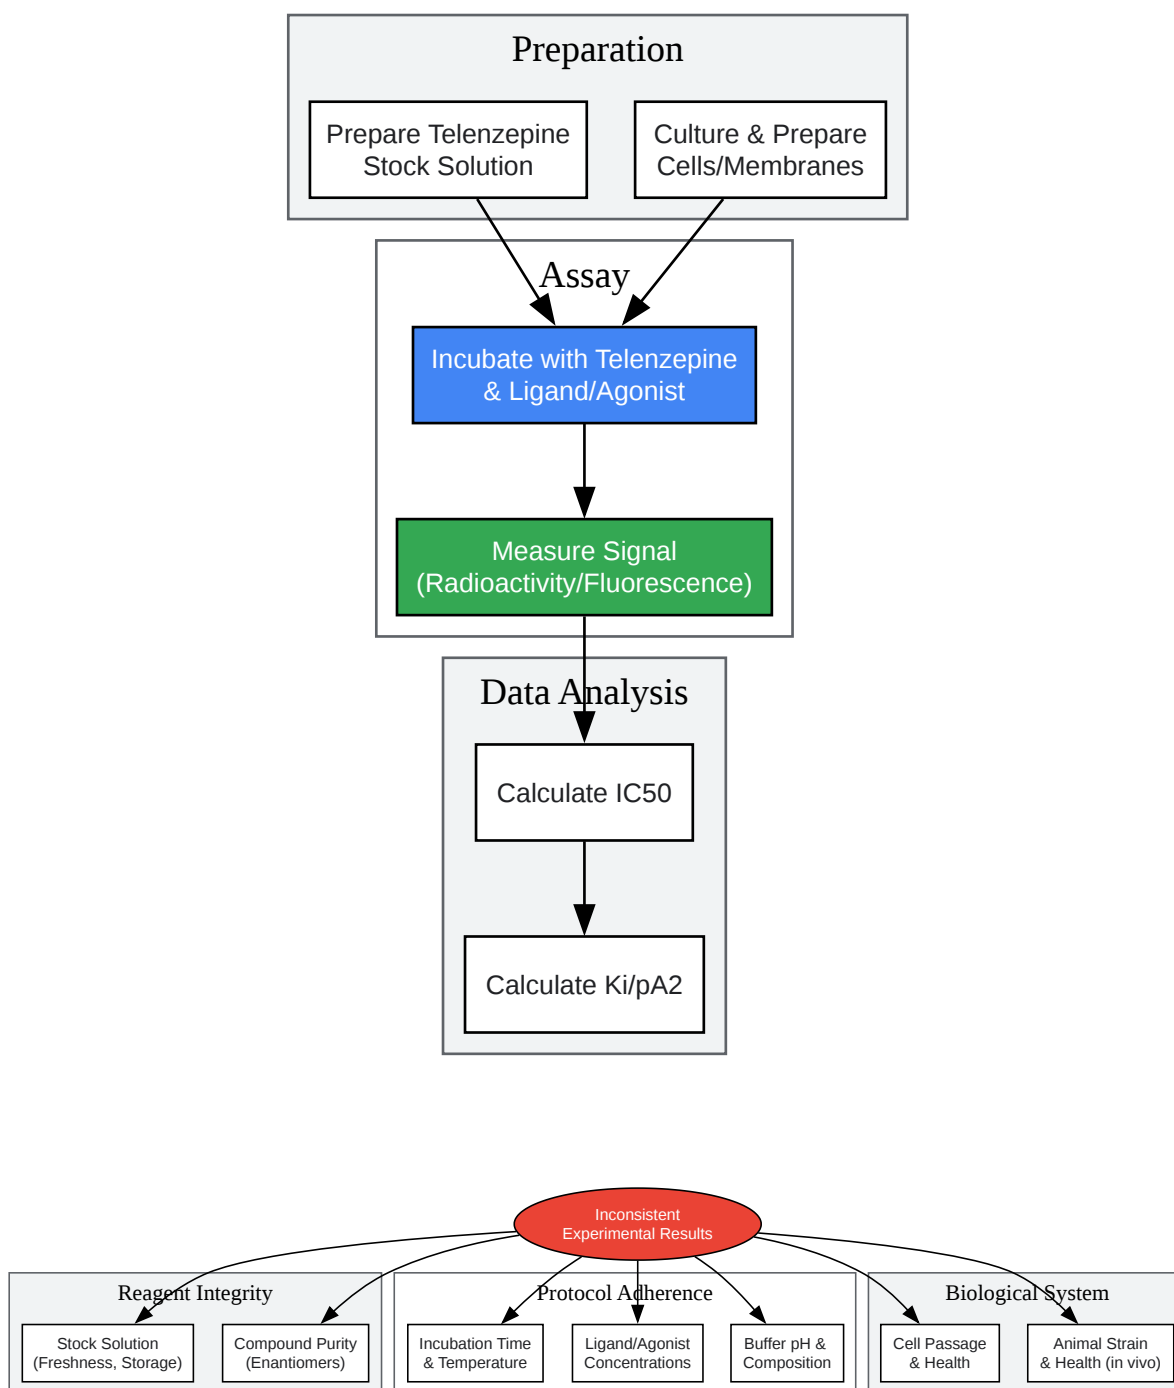 Preparation
Prepare Telenzepine
Stock Solution
Culture & Prepare
Cells/Membranes
Assay
Incubate with Telenzepine
& Ligand/Agonist
Measure Signal
(Radioactivity/Fluorescence)
Data Analysis
Calculate IC50
Calculate Ki/pA2
Inconsistent
Experimental Results
Reagent Integrity
Stock Solution
(Freshness, Storage)
Compound Purity
(Enantiomers)
Protocol Adherence
Incubation Time
& Temperature
Ligand/Agonist
Concentrations
Buffer pH &
Composition
Biological System
Cell Passage
& Health
Animal Strain
& Health (in vivo)